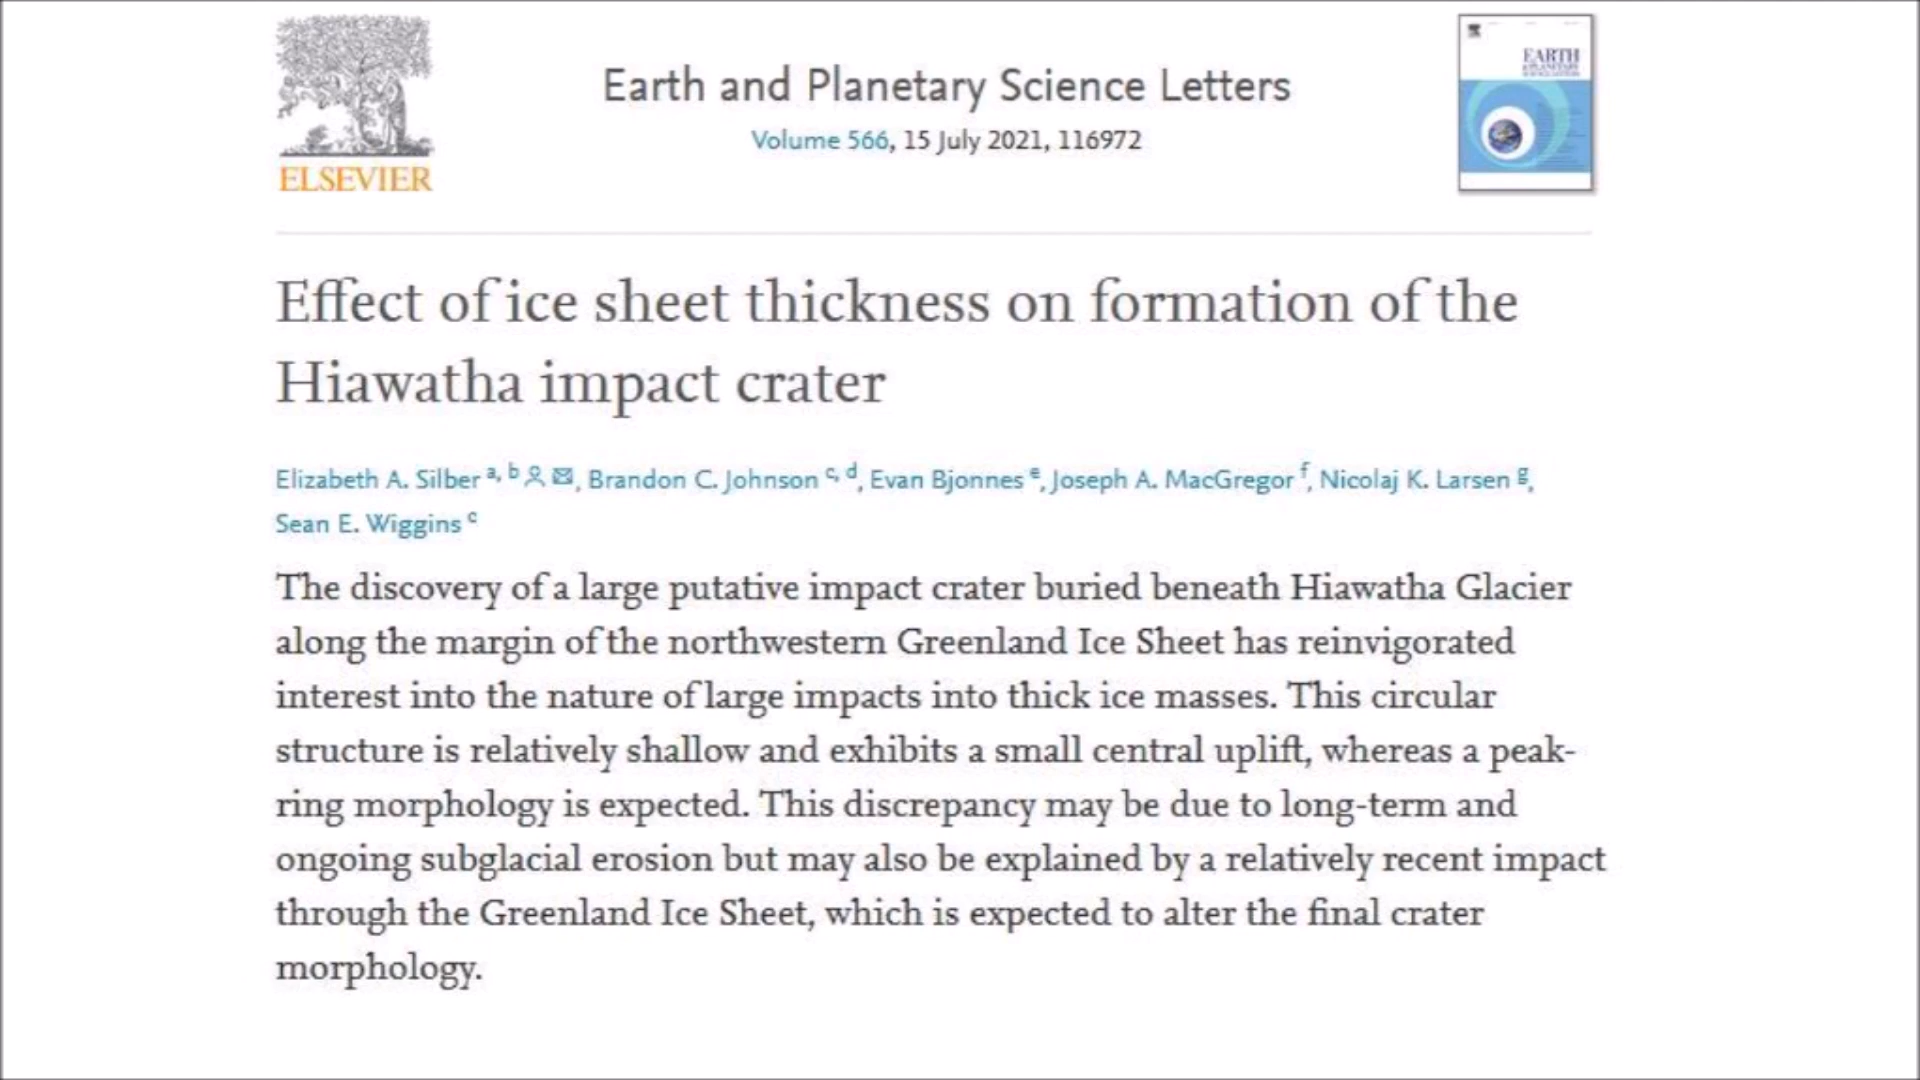 ELSEVIER
Earth and Planetary Science Letters
Volume 566, 15 July 2021, 116972
EARTH
Effect of ice sheet thickness on formation of the
Hiawatha impact crater
Elizabeth A. Silber a, b, Brandon C. Johnson c, d, Evan Bjonnes e, Joseph A. MacGregor f, Nicolaj K. Larsen g,
Sean E. Wiggins c
The discovery of a large putative impact crater buried beneath Hiawatha Glacier
along the margin of the northwestern Greenland Ice Sheet has reinvigorated
interest into the nature of large impacts into thick ice masses. This circular
structure is relatively shallow and exhibits a small central uplift, whereas a peak-
ring morphology is expected. This discrepancy may be due to long-term and
ongoing subglacial erosion but may also be explained by a relatively recent impact
through the Greenland Ice Sheet, which is expected to alter the final crater
morphology.